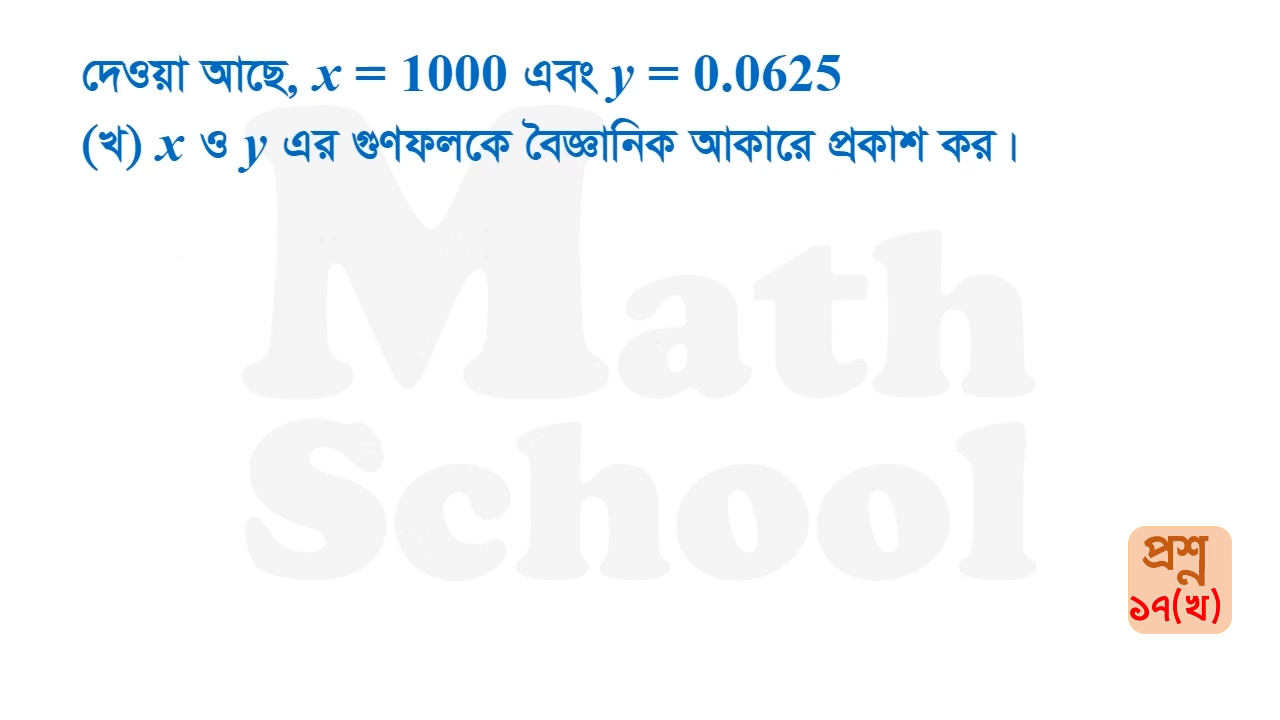 দেওয়া আছে, x = 1000 এবং y = 0.0625
(খ) x ও y এর গুণফলকে বৈজ্ঞানিক আকারে প্রকাশ কর।
Math
School
প্রশ্ন
১৭(খ)